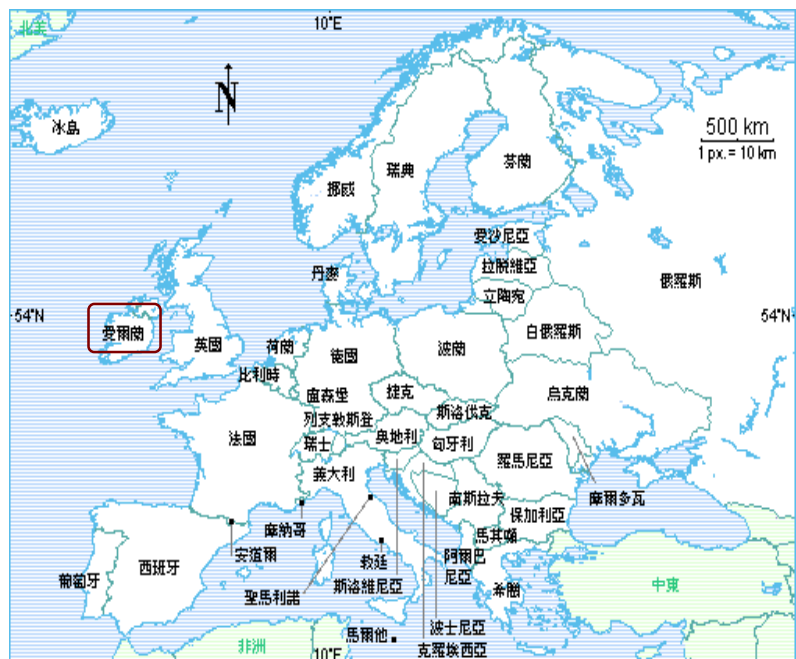 北美
10°E
N
冰島
500 km
1 px. = 10 km
挪威
瑞典
芬蘭
愛沙尼亞
拉脫維亞
立陶宛
俄羅斯
丹麥
54°N
54°N
愛爾蘭
英國
荷蘭
德國
波蘭
白俄羅斯
比利時
盧森堡
捷克
烏克蘭
斯洛伐克
列支敦斯登
法國
瑞士
奧地利
匈牙利
羅馬尼亞
義大利
摩爾多瓦
南斯拉夫
保加利亞
摩納哥
馬其頓
安道爾
教廷
阿爾巴
尼亞
葡萄牙
西班牙
聖馬利諾
斯洛維尼亞
希臘
中東
波士尼亞
馬爾他
克羅埃西亞
非洲
10°E